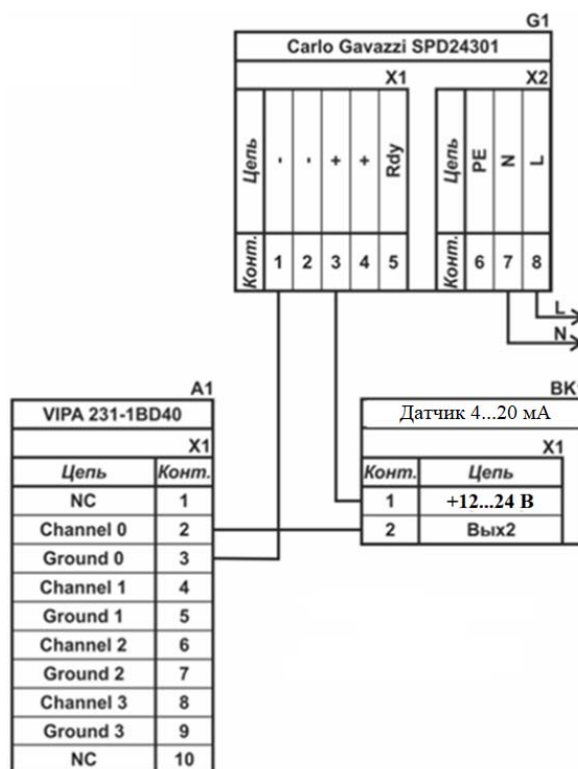 G1
Carlo Gavazzi SPD24301
X1 X2
Цепь - - + + Rdy Цепь PE N L
Конт. 1 2 3 4 5 Конт. 6 7 8
L
N
A1
VIPA 231-1BD40
X1
Цепь Конт.
NC 1
Channel 0 2
Ground 0 3
Channel 1 4
Ground 1 5
Channel 2 6
Ground 2 7
Channel 3 8
Ground 3 9
NC 10
BK1
Датчик 4...20 мА
X1
Конт. Цепь
1 +12...24 В
2 Вых2